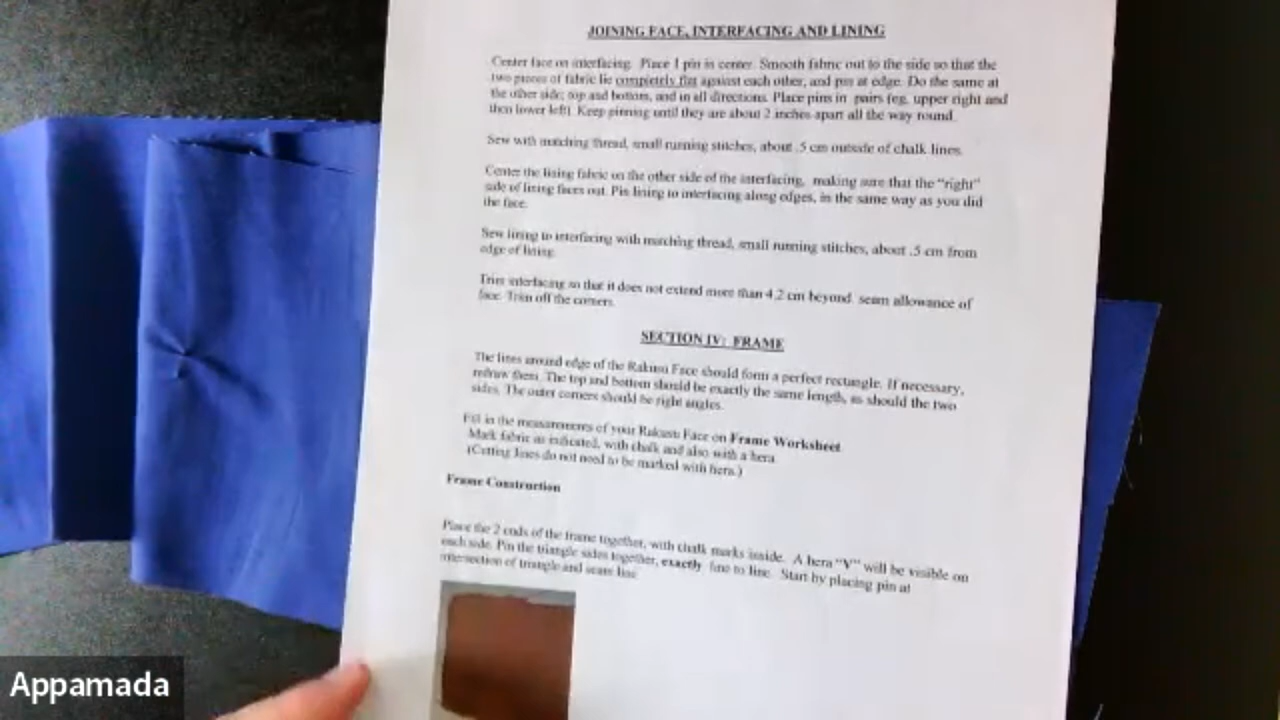 JOINING FACE, INTERFACING AND LINING
Center face on interfacing. Place 1 pin in center. Smooth fabric out to the side so that the
two pieces of fabric lie completely flat against each other, and pin at edge. Do the same at
the other side; top and bottom, and in all directions. Place pins in pairs (eg. upper right and
then lower left). Keep pinning until they are about 2 inches apart all the way round.
Sew with matching thread, small running stitches, about .5 cm outside of chalk lines.
Center the lining fabric on the other side of the interfacing, making sure that the "right"
side of lining faces out. Pin lining to interfacing along edges, in the same way as you did
the face.
Sew lining to interfacing with matching thread, small running stitches, about .5 cm from
edge of lining.
Trim interfacing so that it does not extend more than 4.2 cm beyond seam allowance of
face. Trim off the corners.
SECTION IV: FRAME
The lines around edge of the Rakusu Face should form a perfect rectangle. If necessary,
redraw them. The top and bottom should be exactly the same length, as should the two
sides. The outer corners should be right angles.
Fill in the measurements of your Rakusu Face on Frame Worksheet.
Mark fabric as indicated, with chalk and also with a hera.
(Cutting lines do not need to be marked with hera.)
Frame Construction
Place the 2 ends of the frame together, with chalk marks inside. A hera "V" will be visible on
each side. Pin the triangle sides together, exactly line to line. Start by placing pin at
intersection of triangle and seam line
Appamada